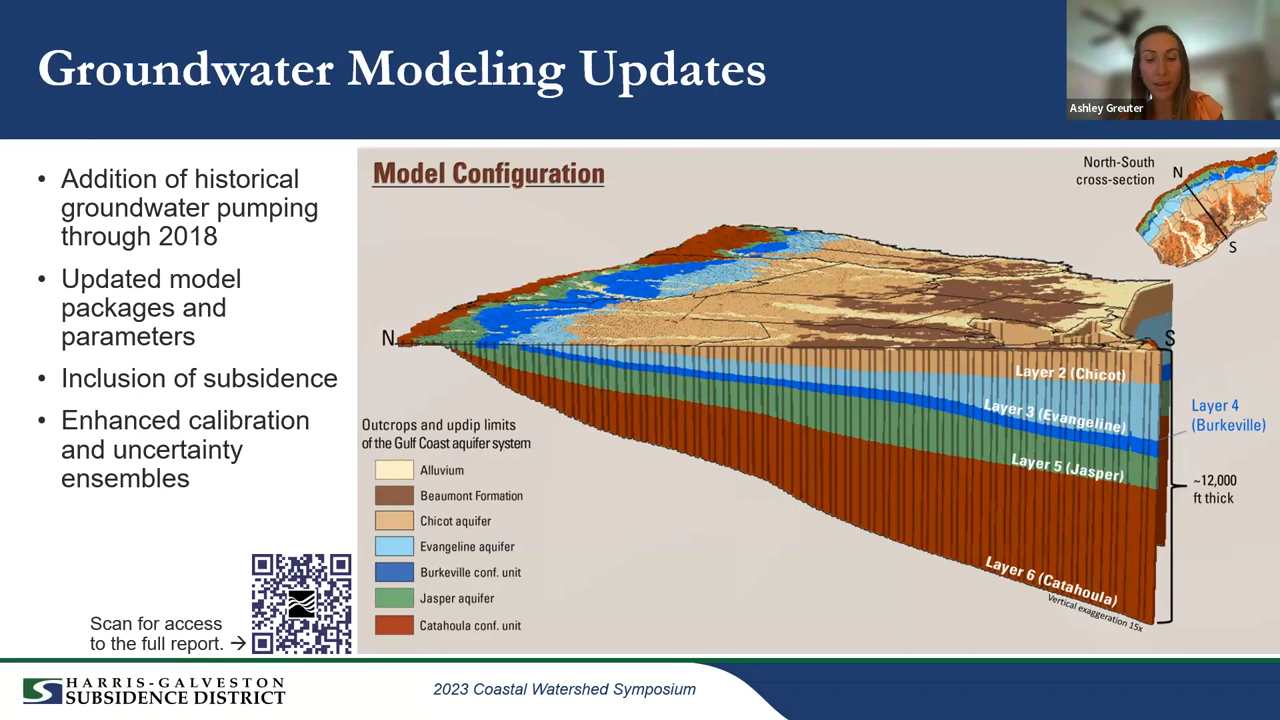 Groundwater Modeling Updates
Ashley Greuter
• Addition of historical
groundwater pumping
through 2018
• Updated model
packages and
parameters
• Inclusion of subsidence
• Enhanced calibration
and uncertainty
ensembles
Scan for access
to the full report. →
Model Configuration
North-South
cross-section
N
S
N
S
Layer 2 (Chicot)
Layer 3 (Evangeline)
Layer 4
(Burkeville)
Layer 5 (Jasper)
~12,000
ft thick
Layer 6 (Catahoula)
Vertical exaggeration 15x
Outcrops and updip limits
of the Gulf Coast aquifer system
Alluvium
Beaumont Formation
Chicot aquifer
Evangeline aquifer
Burkeville conf. unit
Jasper aquifer
Catahoula conf. unit
HARRIS-GALVESTON
SUBSIDENCE DISTRICT
2023 Coastal Watershed Symposium